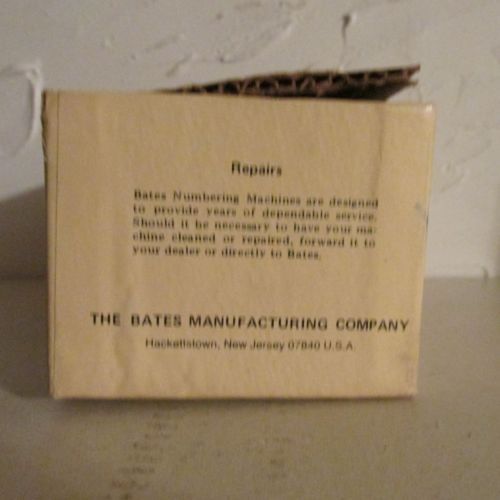 Repairs
Bates Numbering Machines are designed
to provide years of dependable service.
Should it be necessary to have your ma-
chine cleaned or repaired, forward it to
your dealer or directly to Bates.
THE BATES MANUFACTURING COMPANY
Hackettstown, New Jersey 07840 U.S.A.